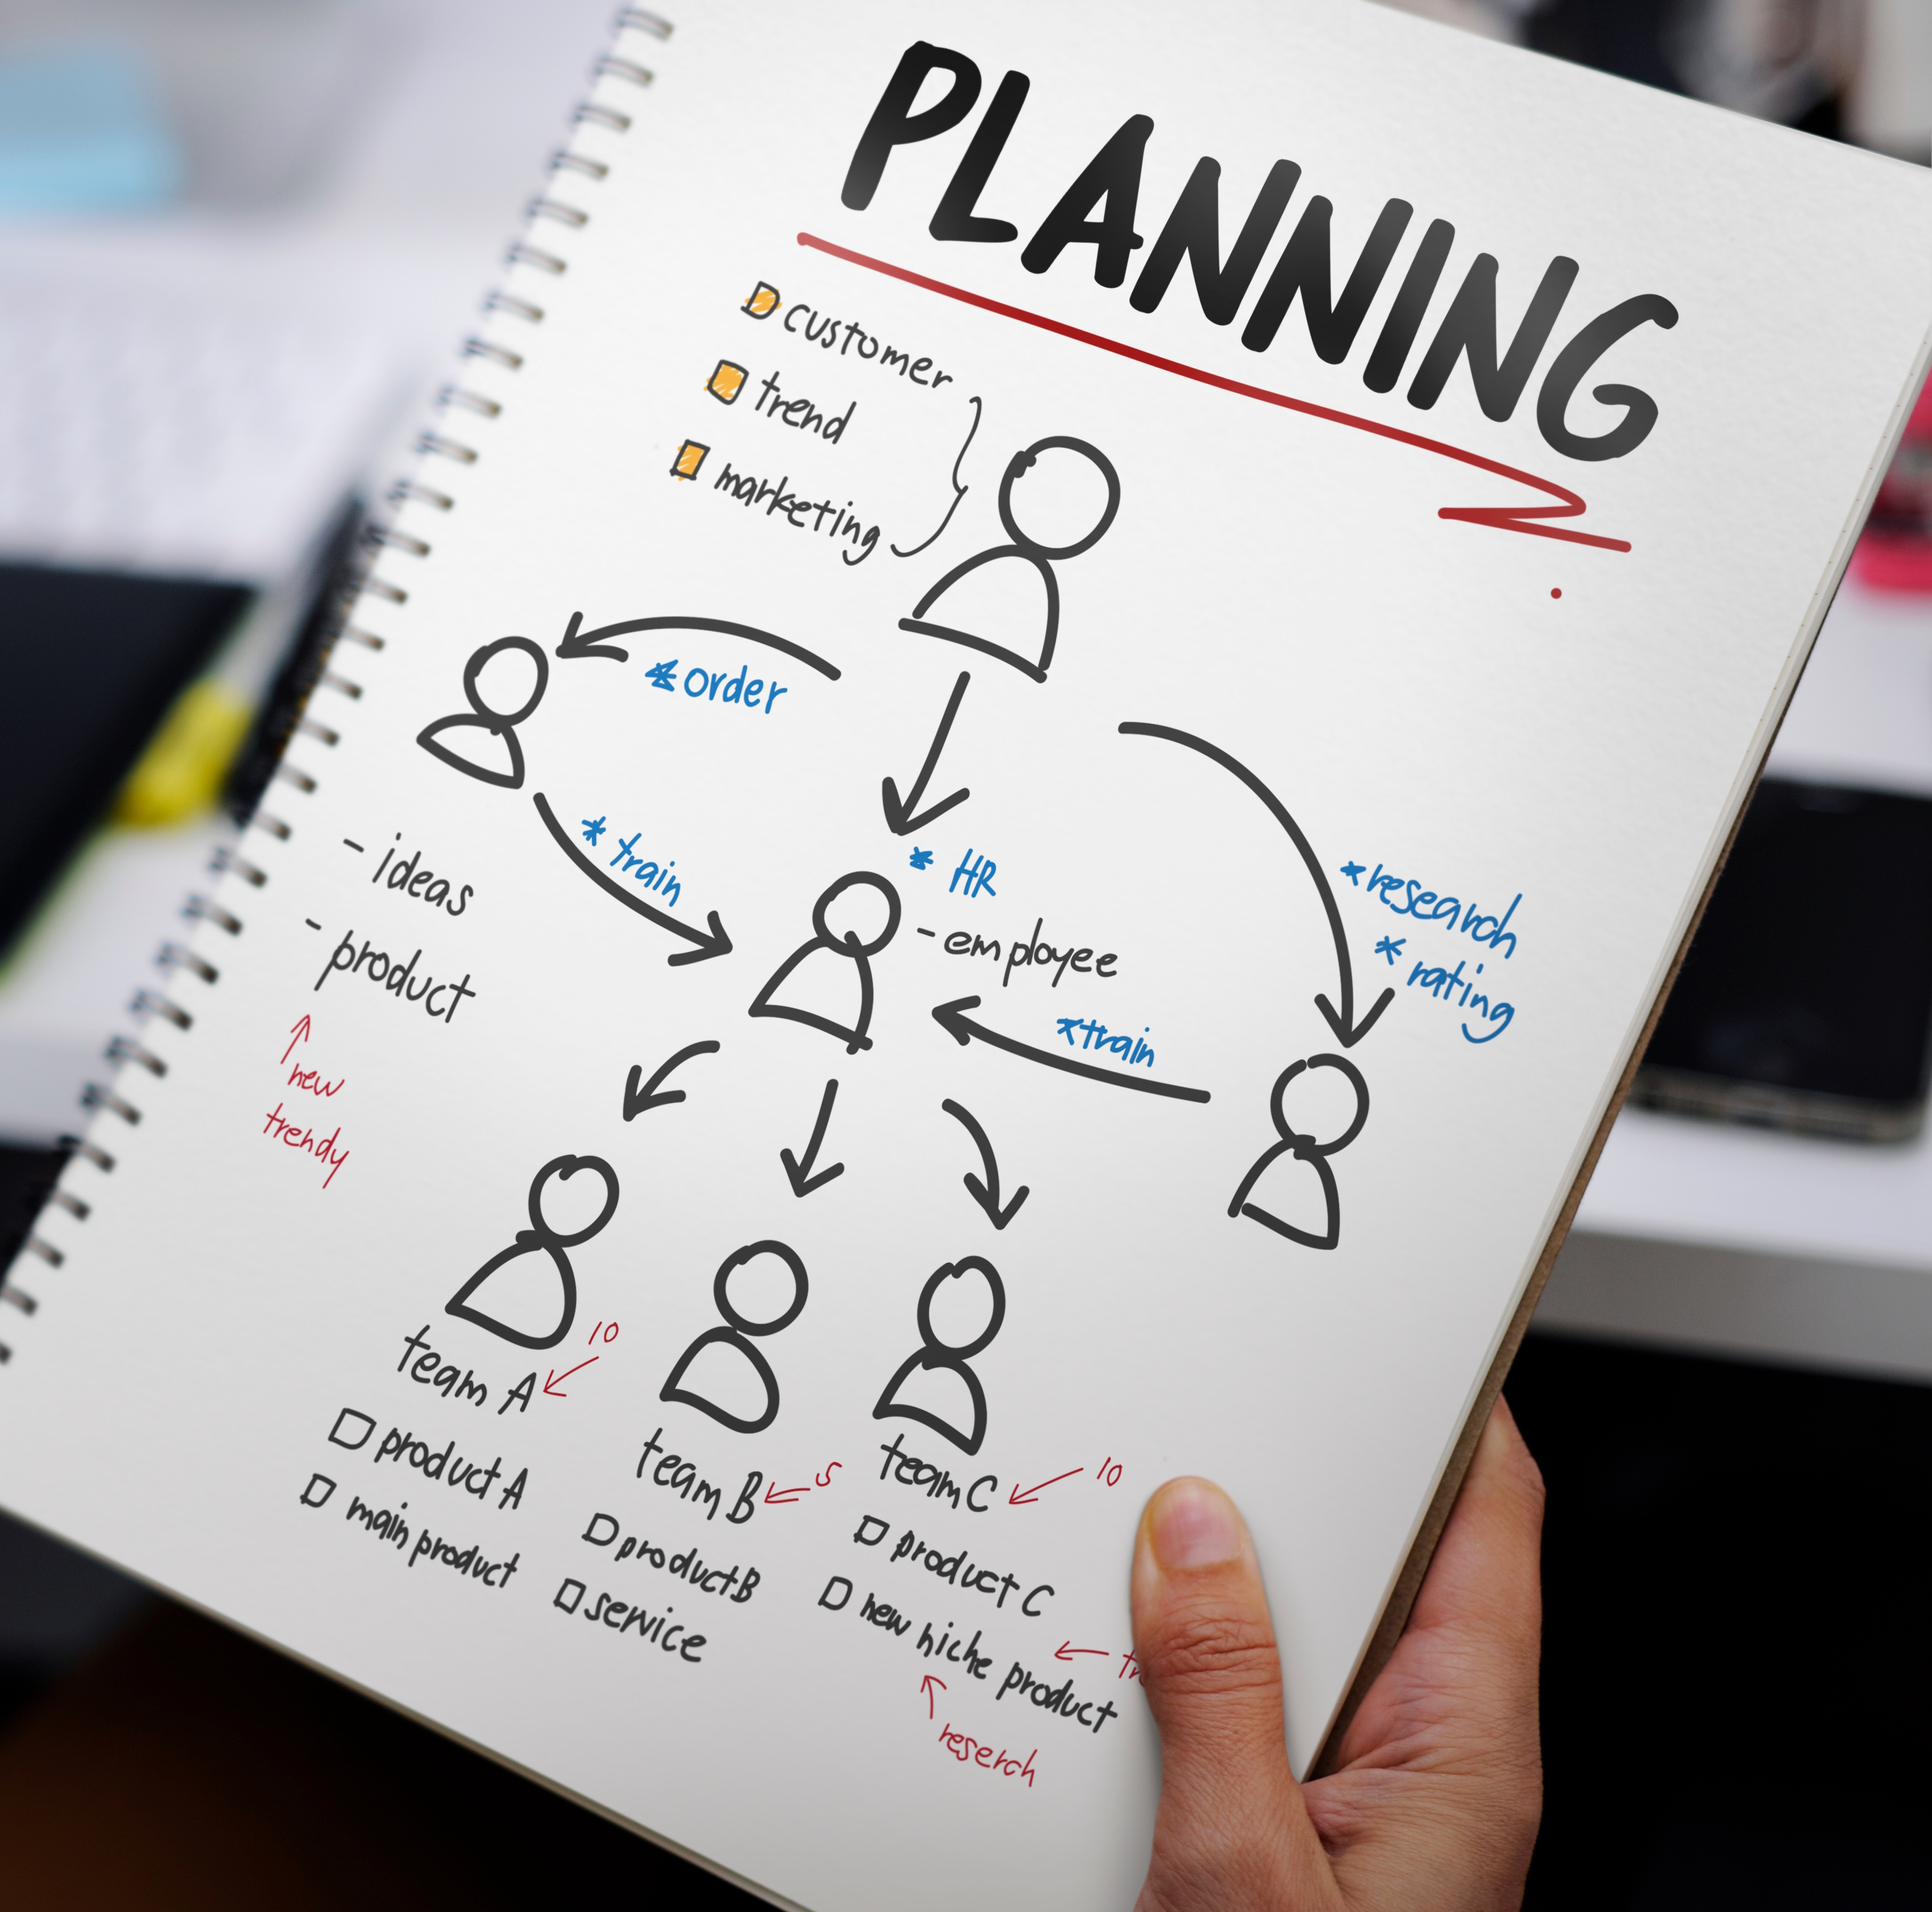 PLANNING
customer
trend
marketing
*order
* train
* HR
- employee
*research
* rating
*train
- ideas
- product
new
trendy
team A
10
product A
main product
team B
5
product B
service
team C
10
product C
new niche product
reserch